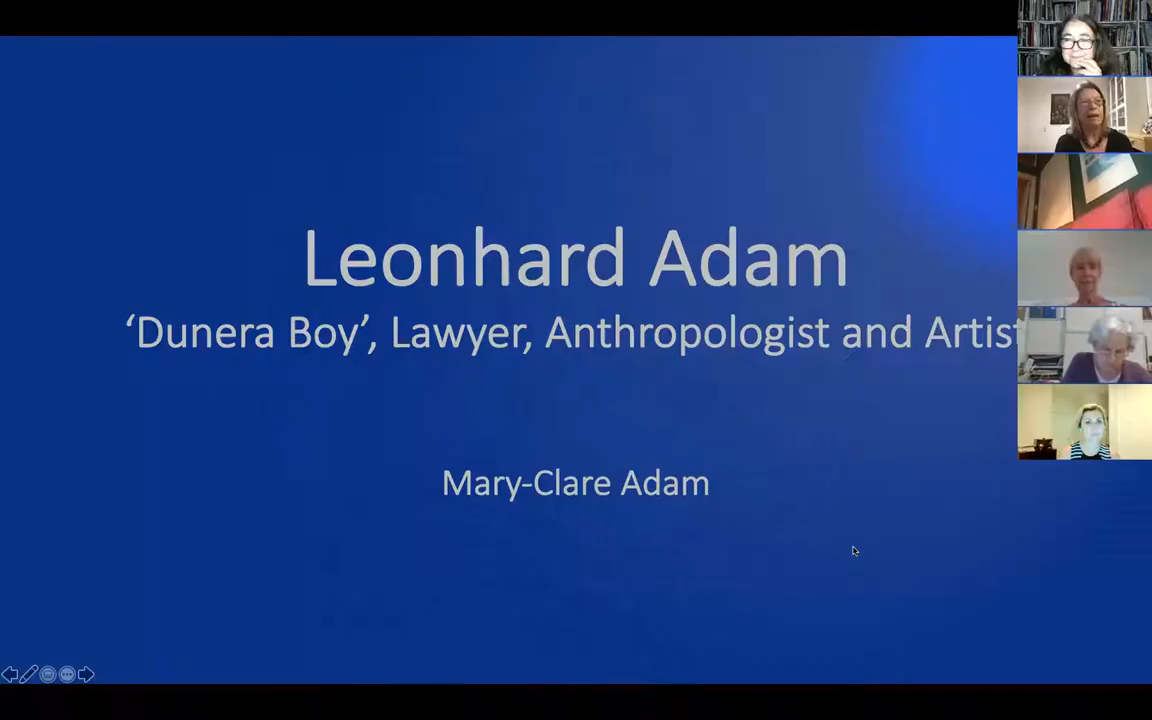 Leonhard Adam
‘Dunera Boy’, Lawyer, Anthropologist and Artist
Mary-Clare Adam